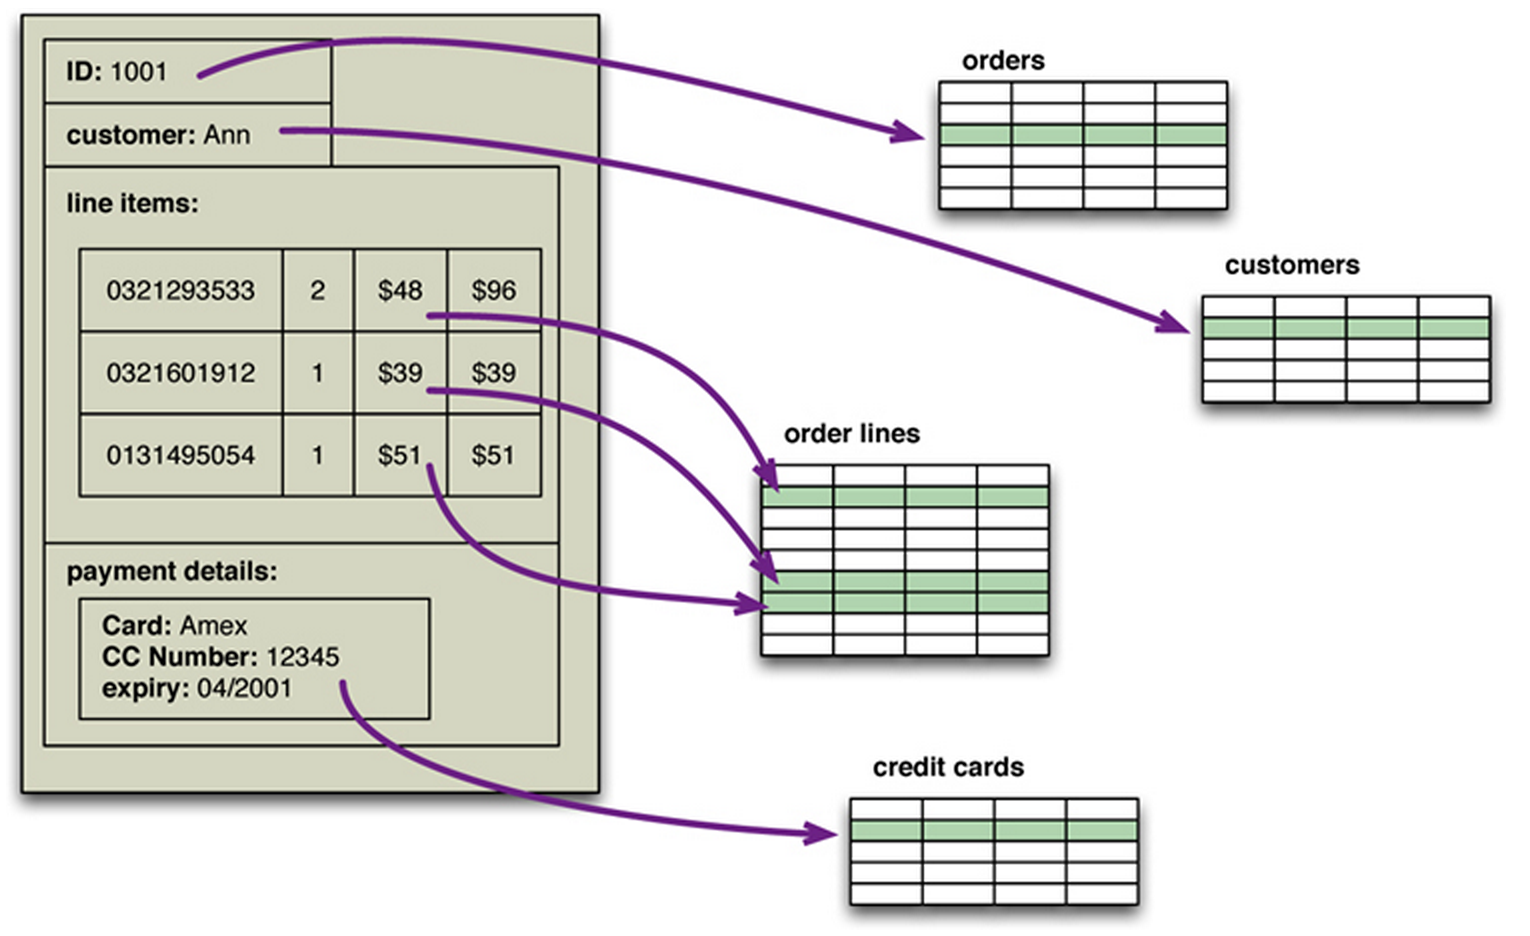 ID: 1001
customer: Ann
line items:
0321293533 2 $48 $96
0321601912 1 $39 $39
0131495054 1 $51 $51
payment details:
Card: Amex
CC Number: 12345
expiry: 04/2001
orders
customers
order lines
credit cards